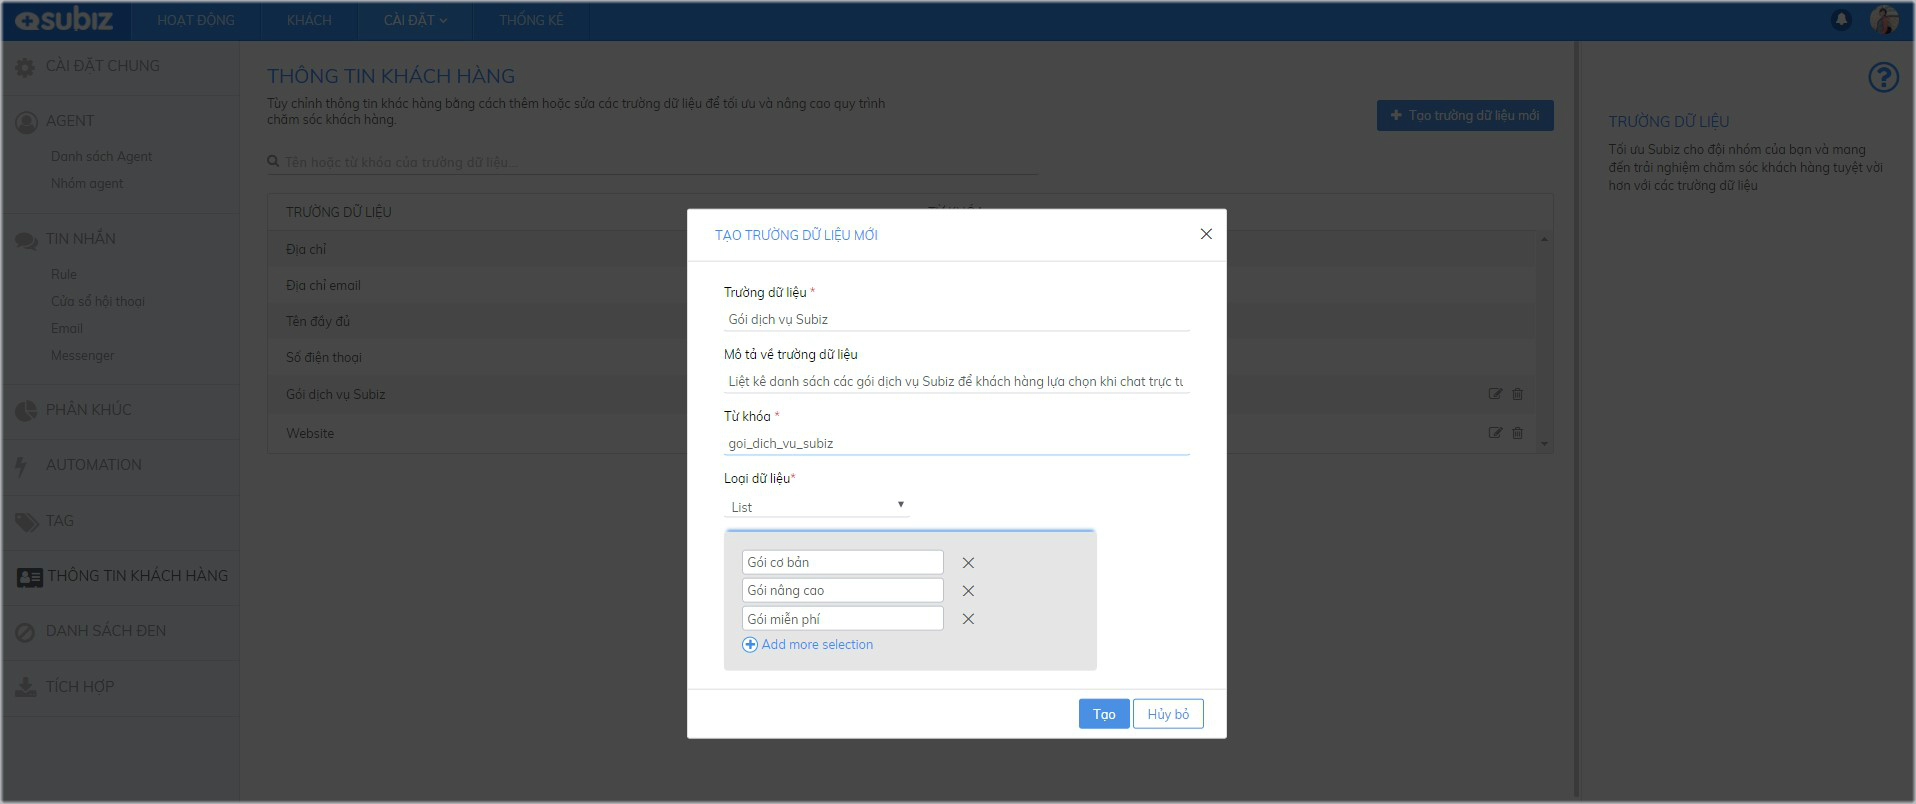 subiz
HOẠT ĐỘNG
KHÁCH
CÀI ĐẶT
THỐNG KÊ
CÀI ĐẶT CHUNG
AGENT
Danh sách Agent
Nhóm agent
TIN NHẮN
Rule
Cửa sổ hội thoại
Email
Messenger
PHÂN KHÚC
AUTOMATION
TAG
THÔNG TIN KHÁCH HÀNG
DANH SÁCH ĐEN
TÍCH HỢP
THÔNG TIN KHÁCH HÀNG
Tùy chỉnh thông tin khác hàng bằng cách thêm hoặc sửa các trường dữ liệu để tối ưu và nâng cao quy trình
chăm sóc khách hàng.
+ Tạo trường dữ liệu mới
Tên hoặc từ khóa của trường dữ liệu...
TRƯỜNG DỮ LIỆU
Địa chỉ
Địa chỉ email
Tên đầy đủ
Số điện thoại
Gói dịch vụ Subiz
Website
TẠO TRƯỜNG DỮ LIỆU MỚI
Trường dữ liệu *
Gói dịch vụ Subiz
Mô tả về trường dữ liệu
Liệt kê danh sách các gói dịch vụ Subiz để khách hàng lựa chọn khi chat trực tu
Từ khóa *
goi_dich_vu_subiz
Loại dữ liệu*
List
Gói cơ bản
Gói nâng cao
Gói miễn phí
Add more selection
Tạo
Hủy bỏ
?
TRƯỜNG DỮ LIỆU
Tối ưu Subiz cho đội nhóm của bạn và mang
đến trải nghiệm chăm sóc khách hàng tuyệt vời
hơn với các trường dữ liệu